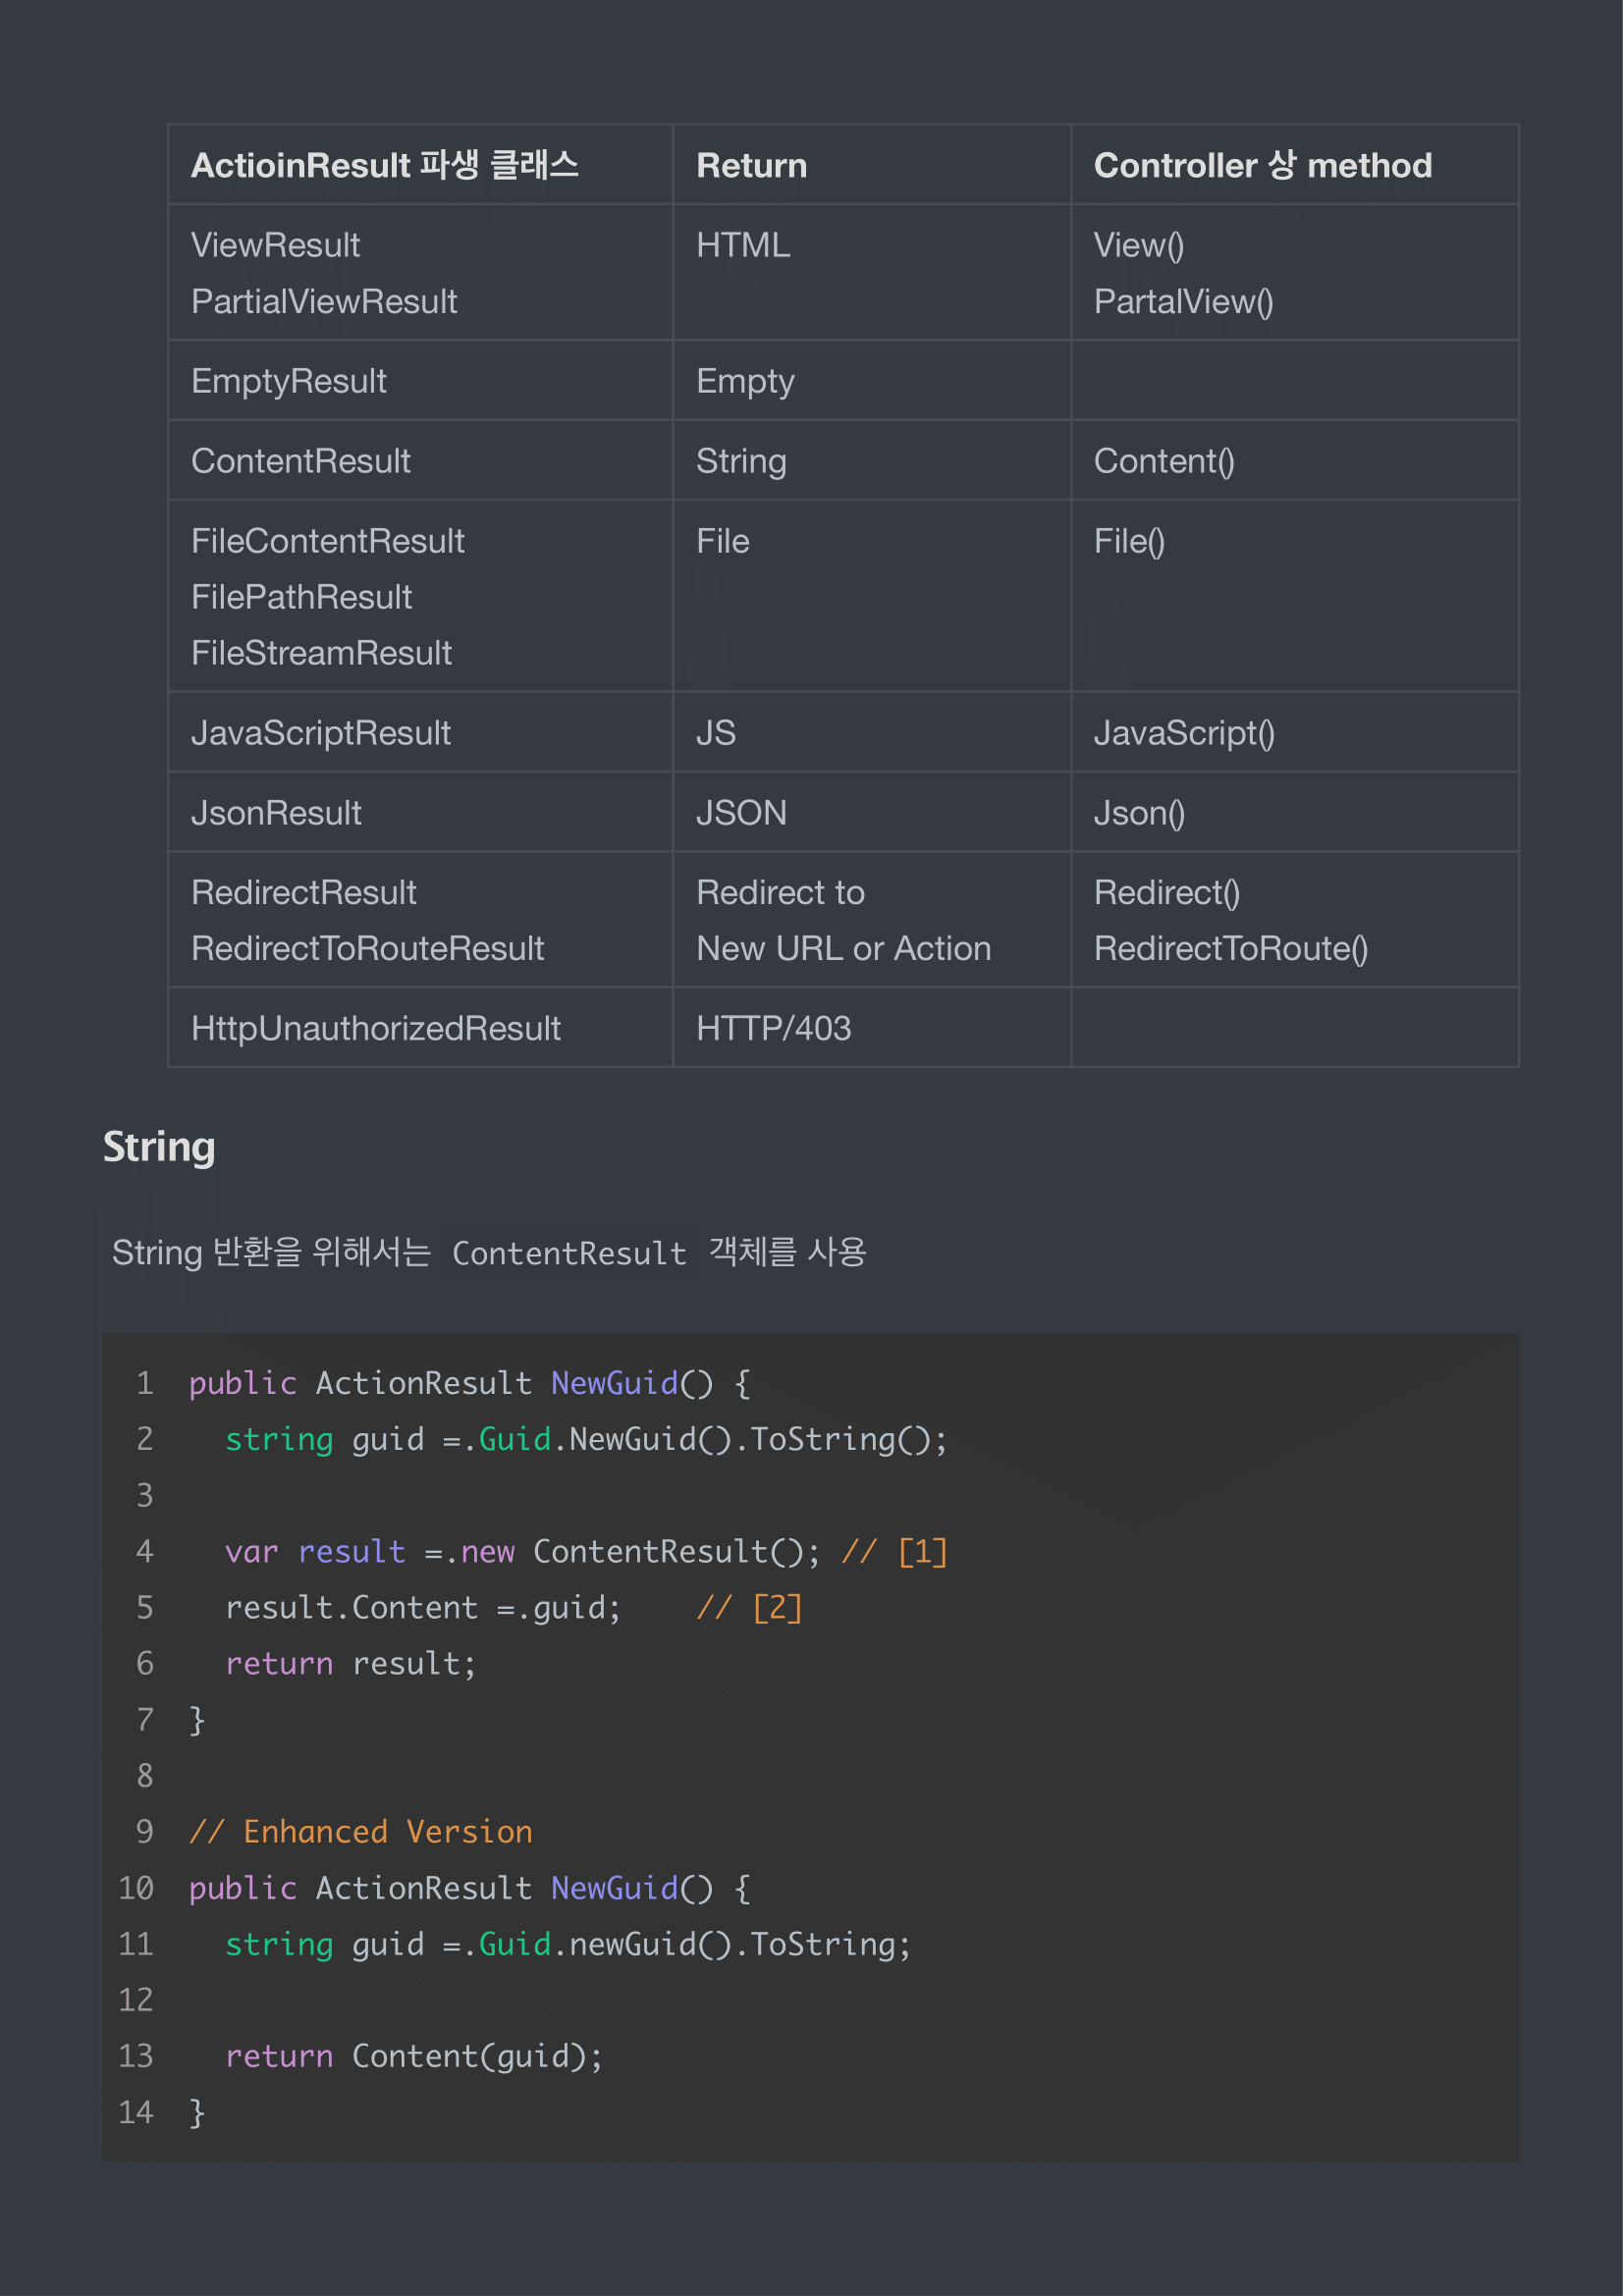 ActioinResult 파생 클래스 Return Controller 상 method
ViewResult HTML View()
PartialViewResult PartalView()
EmptyResult Empty
ContentResult String Content()
FileContentResult File File()
FilePathResult
FileStreamResult
JavaScriptResult JS JavaScript()
JsonResult JSON Json()
RedirectResult Redirect to Redirect()
RedirectToRouteResult New URL or Action RedirectToRoute()
HttpUnauthorizedResult HTTP/403
String
String 반환을 위해서는 ContentResult 객체를 사용
1 public ActionResult NewGuid() {
2   string guid =.Guid.NewGuid().ToString();
3
4   var result =.new ContentResult(); // [1]
5   result.Content =.guid;    // [2]
6   return result;
7 }
8
9 // Enhanced Version
10 public ActionResult NewGuid() {
11   string guid =.Guid.newGuid().ToString;
12
13   return Content(guid);
14 }